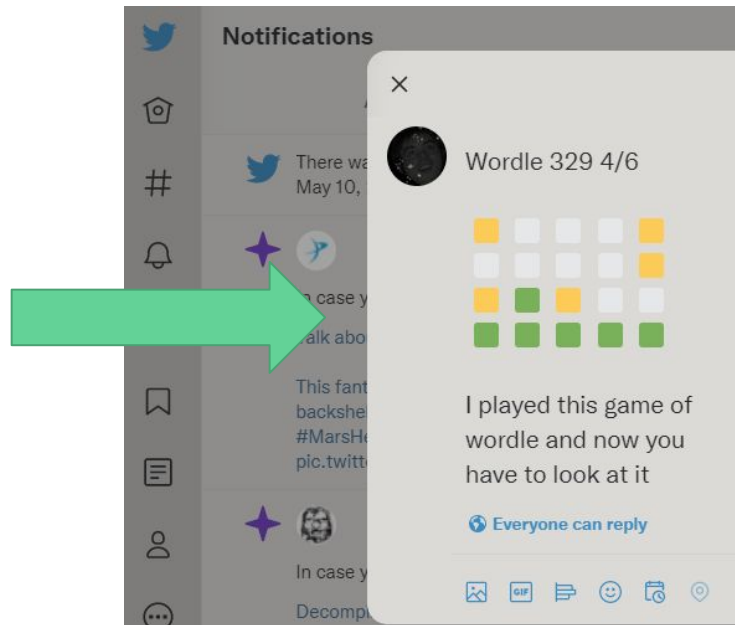 Notifications
There wa
May 10,
In case y
alk abo
This fant
backshe
#MarsHe
pic.twitt
In case y
Decomp
Wordle 329 4/6
I played this game of
wordle and now you
have to look at it
Everyone can reply
GIF